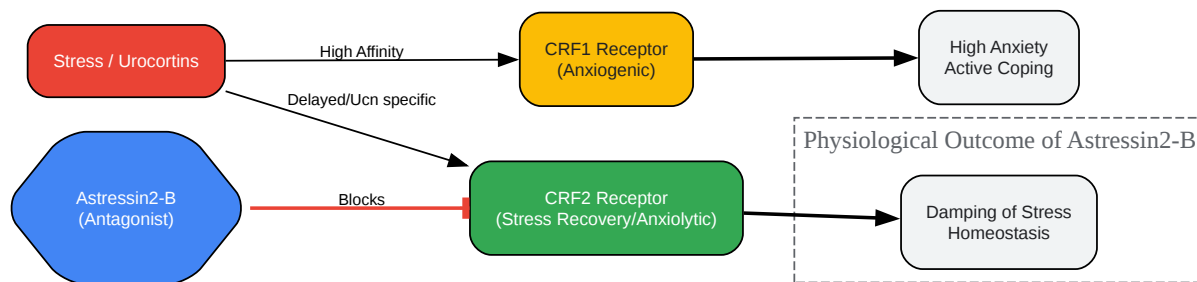 Stress / Urocortins
High Affinity
CRF1 Receptor
(Anxiogenic)
High Anxiety
Active Coping
Delayed/Ucn specific
Physiological Outcome of Astressin2-B
Astressin2-B
(Antagonist)
Blocks
CRF2 Receptor
(Stress Recovery/Anxiolytic)
Damping of Stress
Homeostasis